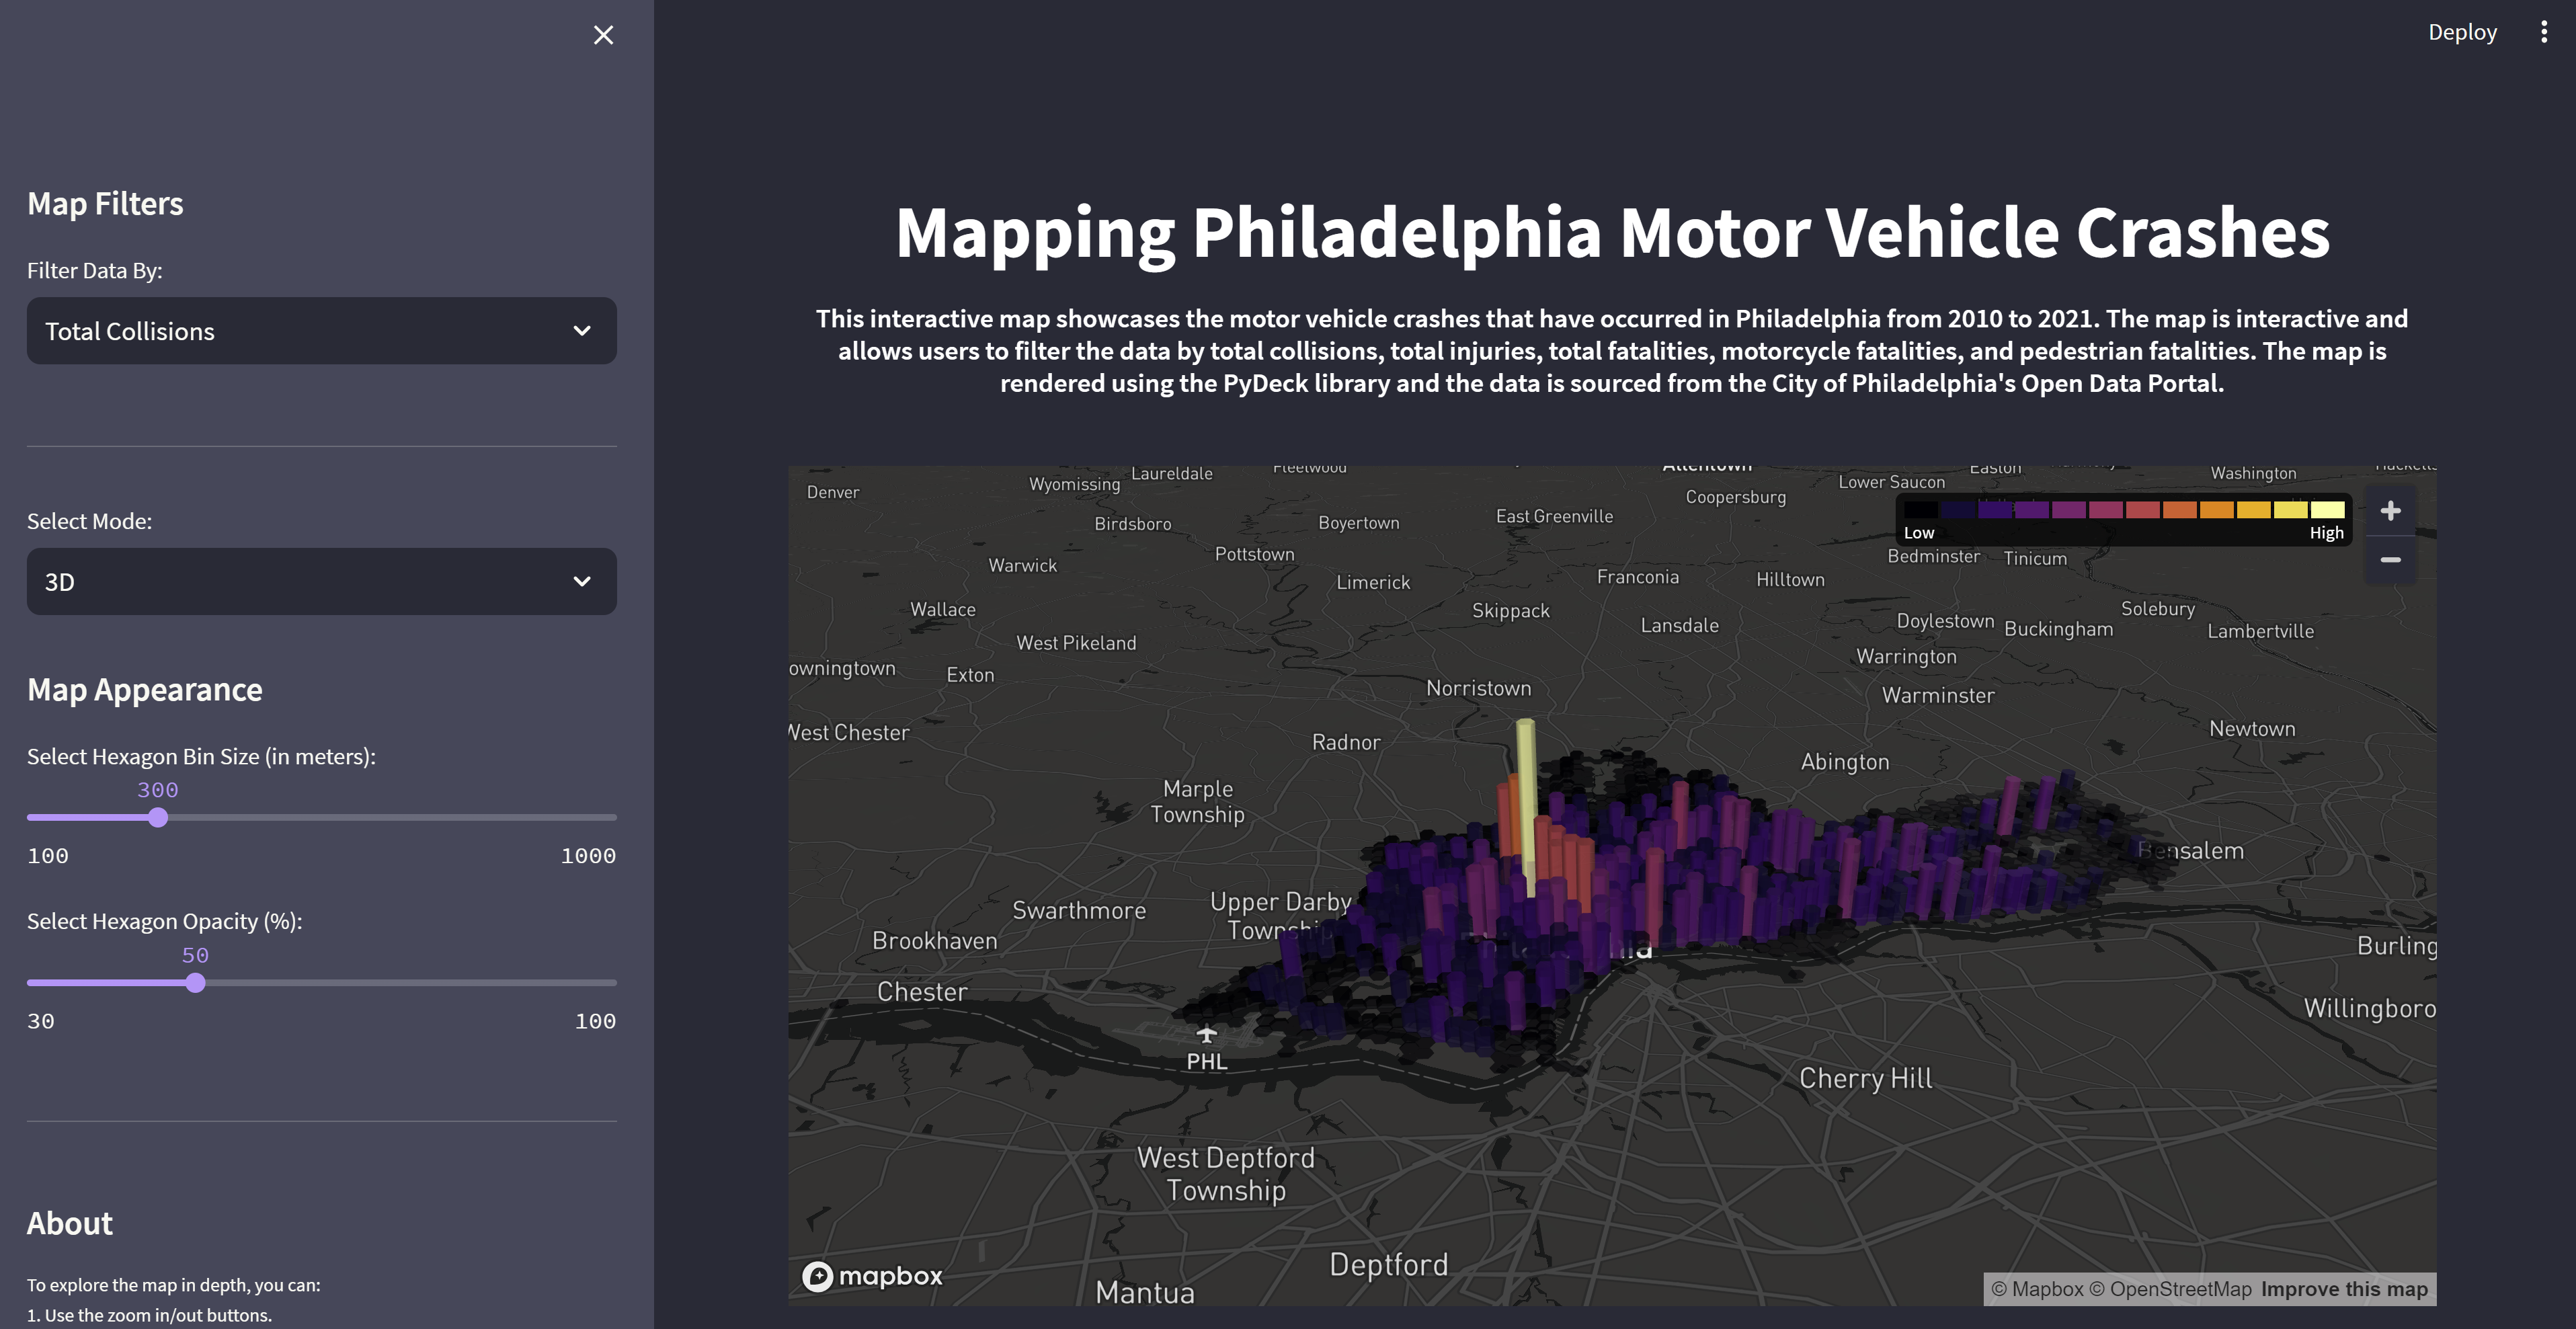 Deploy
Map Filters
Filter Data By:
Total Collisions
Select Mode:
3D
Map Appearance
Select Hexagon Bin Size (in meters):
300
100 1000
Select Hexagon Opacity (%):
50
30 100
About
To explore the map in depth, you can:
1. Use the zoom in/out buttons.
Mapping Philadelphia Motor Vehicle Crashes
This interactive map showcases the motor vehicle crashes that have occurred in Philadelphia from 2010 to 2021. The map is interactive and
allows users to filter the data by total collisions, total injuries, total fatalities, motorcycle fatalities, and pedestrian fatalities. The map is
rendered using the PyDeck library and the data is sourced from the City of Philadelphia's Open Data Portal.
Denver
Wyomissing
Laureldale
Fleetwood
Allentown
Coopersburg
Lower Saucon
Easton
Washington
Low High
Birdsboro
Boyertown
East Greenville
Pottstown
Warwick
Limerick
Franconia
Hilltown
Bedminster
Tinicum
Wallace
Skippack
Lansdale
Doylestown
Buckingham
Solebury
Lambertville
West Pikeland
owningtown
Exton
Warrington
Norristown
Warminster
West Chester
Radnor
Newtown
Abington
Marple
Township
Bensalem
Upper Darby
Township
Swarthmore
Brookhaven
Burling
Chester
Willingboro
PHL
Cherry Hill
West Deptford
Township
Deptford
Mantua
mapbox
© Mapbox © OpenStreetMap Improve this map